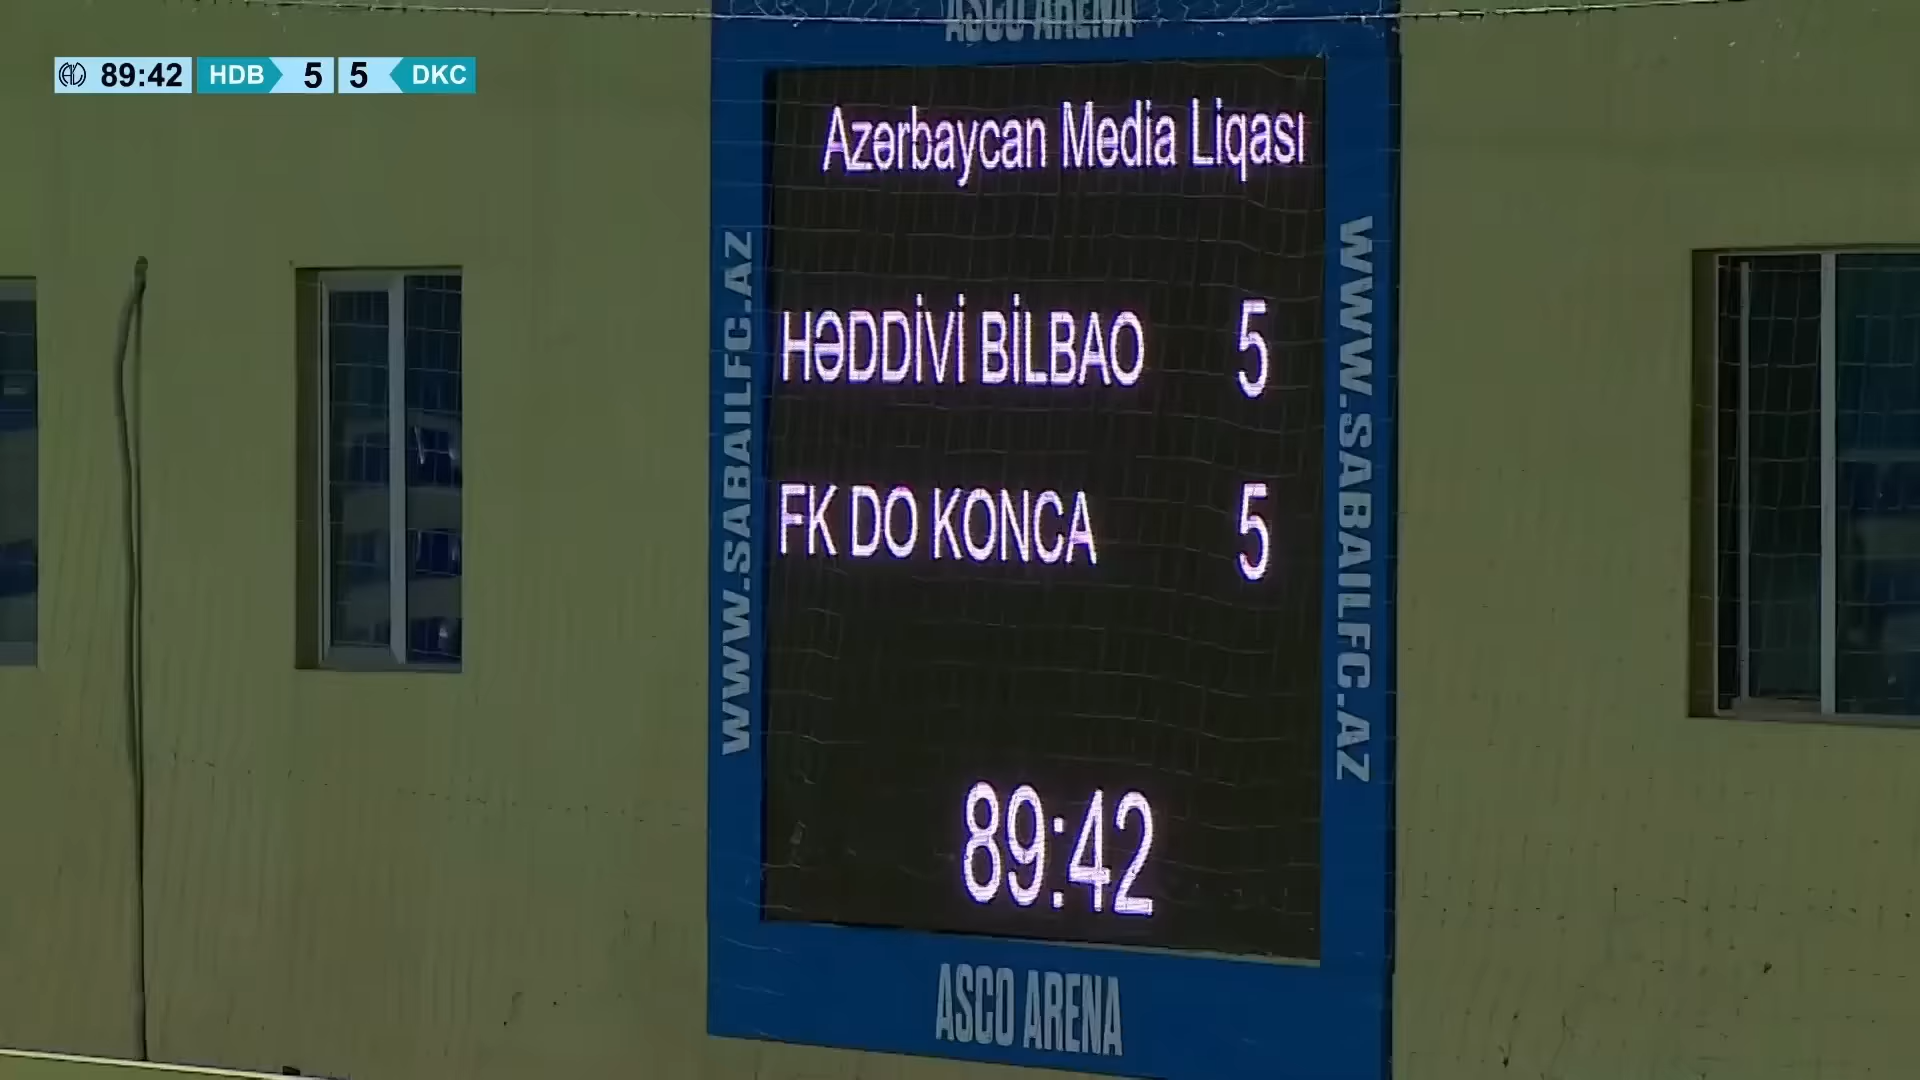 89:42 HDB 5 5 DKC
ASCO ARENA
Azərbaycan Media Liqası
HƏDDİVİ BİLBAO 5
FK DO KONCA 5
89:42
WWW.SABAILFC.AZ
WWW.SABAILFC.AZ
ASCO ARENA